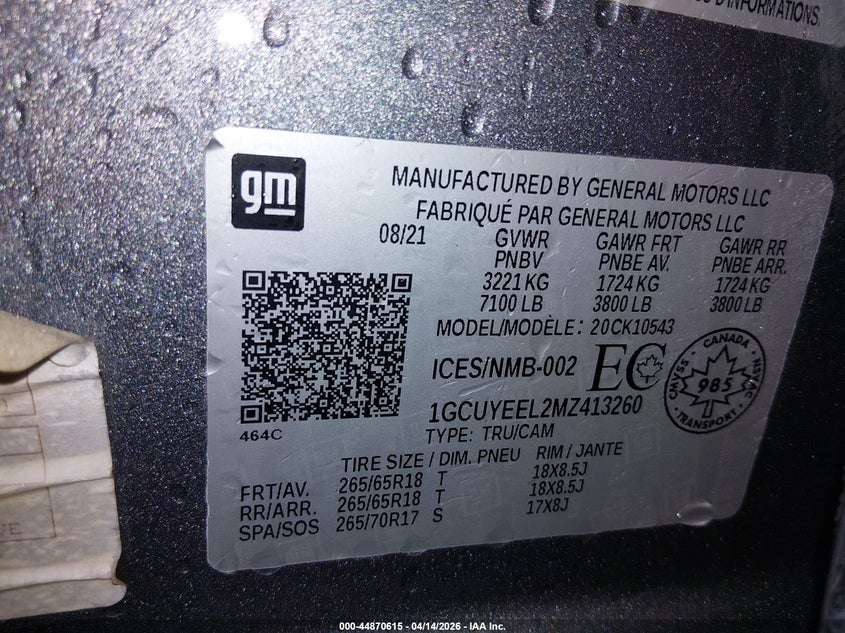 D'INFORMATIONS.
gm
MANUFACTURED BY GENERAL MOTORS LLC
FABRIQUÉ PAR GENERAL MOTORS LLC
08/21 GVWR GAWR FRT GAWR RR
PNBV PNBE AV. PNBE ARR.
3221 KG 1724 KG 1724 KG
7100 LB 3800 LB 3800 LB
MODEL/MODÈLE: 20CK10543
ICES/NMB-002 EC
CANADA
CMVSS 985 NSVAC
TRANSPORT
1GCUYEEL2MZ413260
464C
TYPE: TRU/CAM
TIRE SIZE / DIM. PNEU RIM / JANTE
FRT/AV. 265/65R18 T 18X8.5J
RR/ARR. 265/65R18 T 18X8.5J
SPA/SOS 265/70R17 S 17X8J
000-44870615 - 04/14/2026 - IAA Inc.